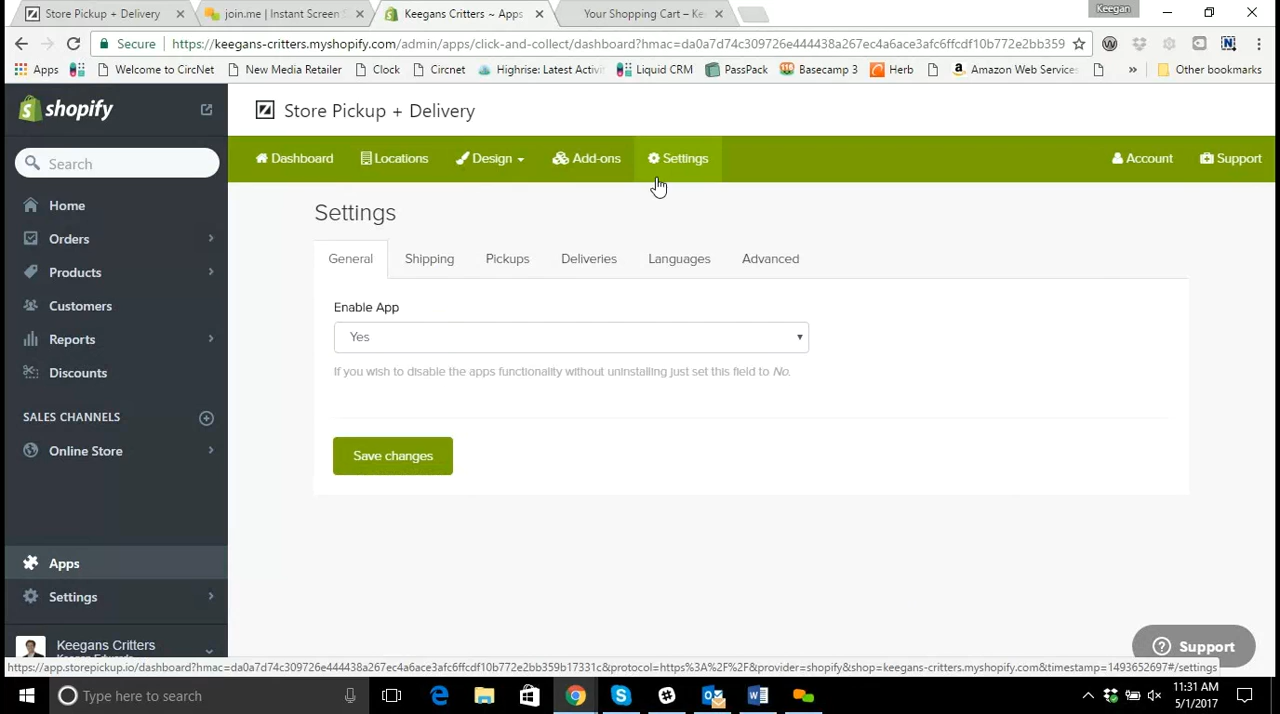 Store Pickup + Delivery
join.me | Instant Screen S
Keegans Critters ~ Apps
Your Shopping Cart – Ke
Keegan
Secure
https://keegans-critters.myshopify.com/admin/apps/click-and-collect/dashboard?hmac=da0a7d74c309726e444438a267ec4a6ace3afc6ffcdf10b772e2bb359
Apps
Welcome to CircNet
New Media Retailer
Clock
Circnet
Highrise: Latest Activi
Liquid CRM
PassPack
Basecamp 3
Herb
Amazon Web Services
»
Other bookmarks
shopify
Search
Home
Orders
Products
Customers
Reports
Discounts
SALES CHANNELS
Online Store
Apps
Settings
Keegans Critters
Store Pickup + Delivery
Dashboard
Locations
Design
Add-ons
Settings
Account
Support
Settings
General
Shipping
Pickups
Deliveries
Languages
Advanced
Enable App
Yes
If you wish to disable the apps functionality without uninstalling just set this field to No.
Save changes
Support
https://app.storepickup.io/dashboard?hmac=da0a7d74c309726e444438a267ec4a6ace3afc6ffcdf10b772e2bb359b17331c&protocol=https%3A%2F%2F&provider=shopify&shop=keegans-critters.myshopify.com&timestamp=1493652697#/settings
Type here to search
11:31 AM
5/1/2017